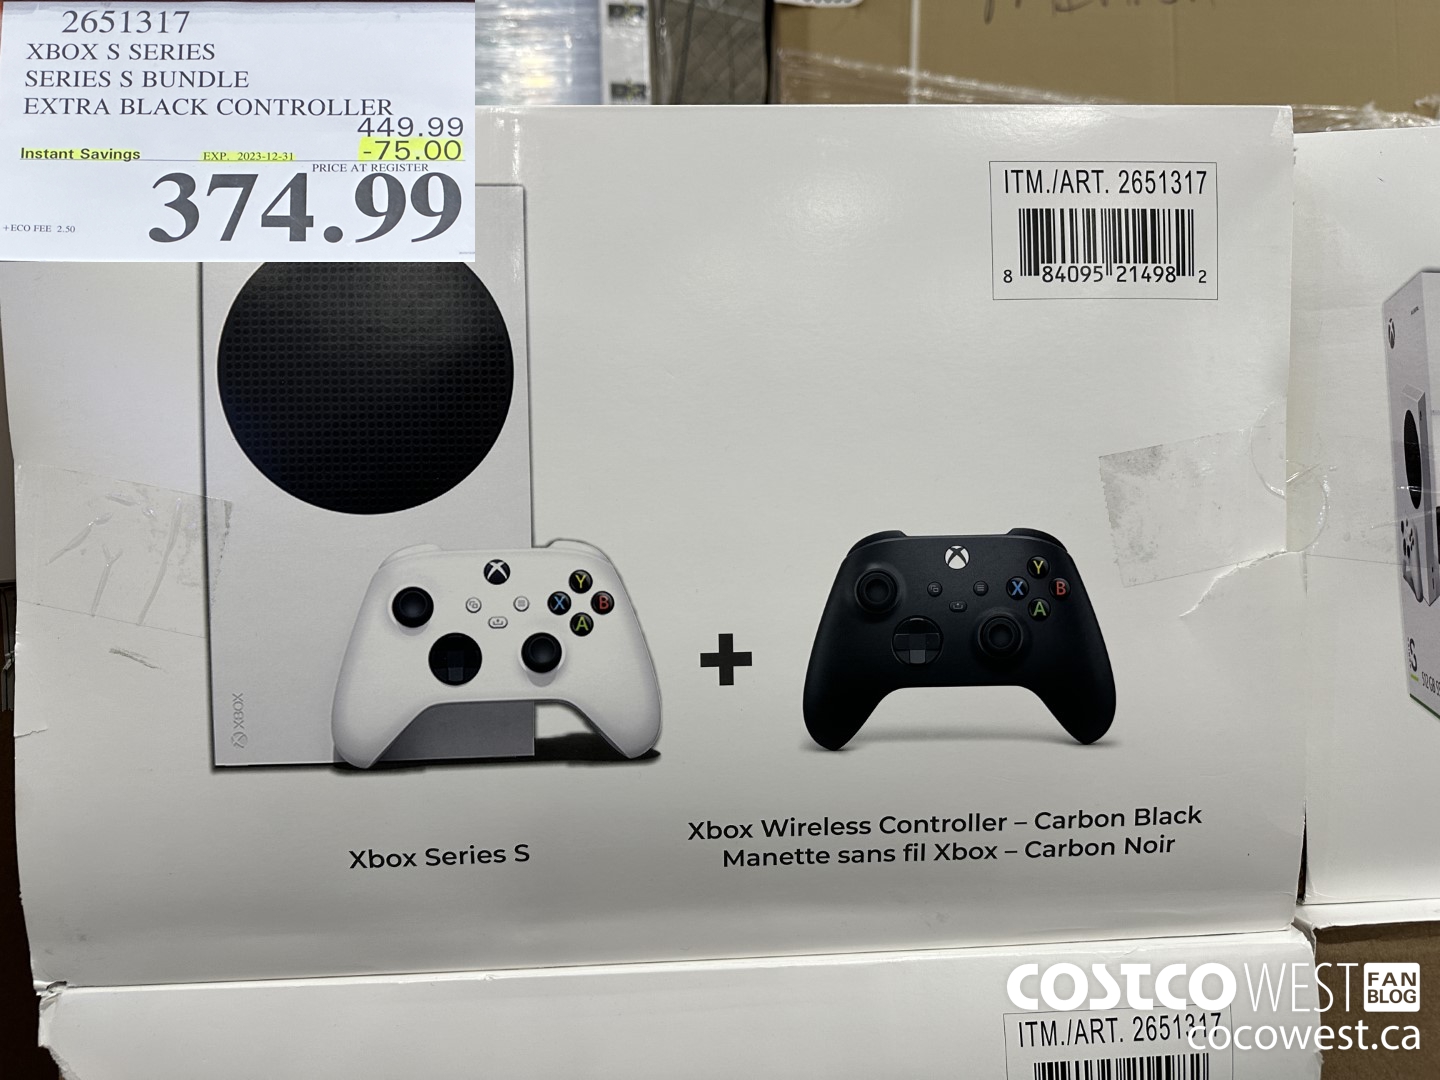 2651317
XBOX S SERIES
SERIES S BUNDLE
EXTRA BLACK CONTROLLER
449.99
Instant Savings EXP. 2023-12-31 -75.00
PRICE AT REGISTER
374.99
+ECO FEE 2.50
ITM./ART. 2651317
8 84095 21498 2
XBOX
Y
X B
A
Y
X B
A
Xbox Series S
Xbox Wireless Controller – Carbon Black
Manette sans fil Xbox – Carbon Noir
S
512 GB
COSTCO WEST FAN BLOG
ITM./ART. 2651317
cocowest.ca